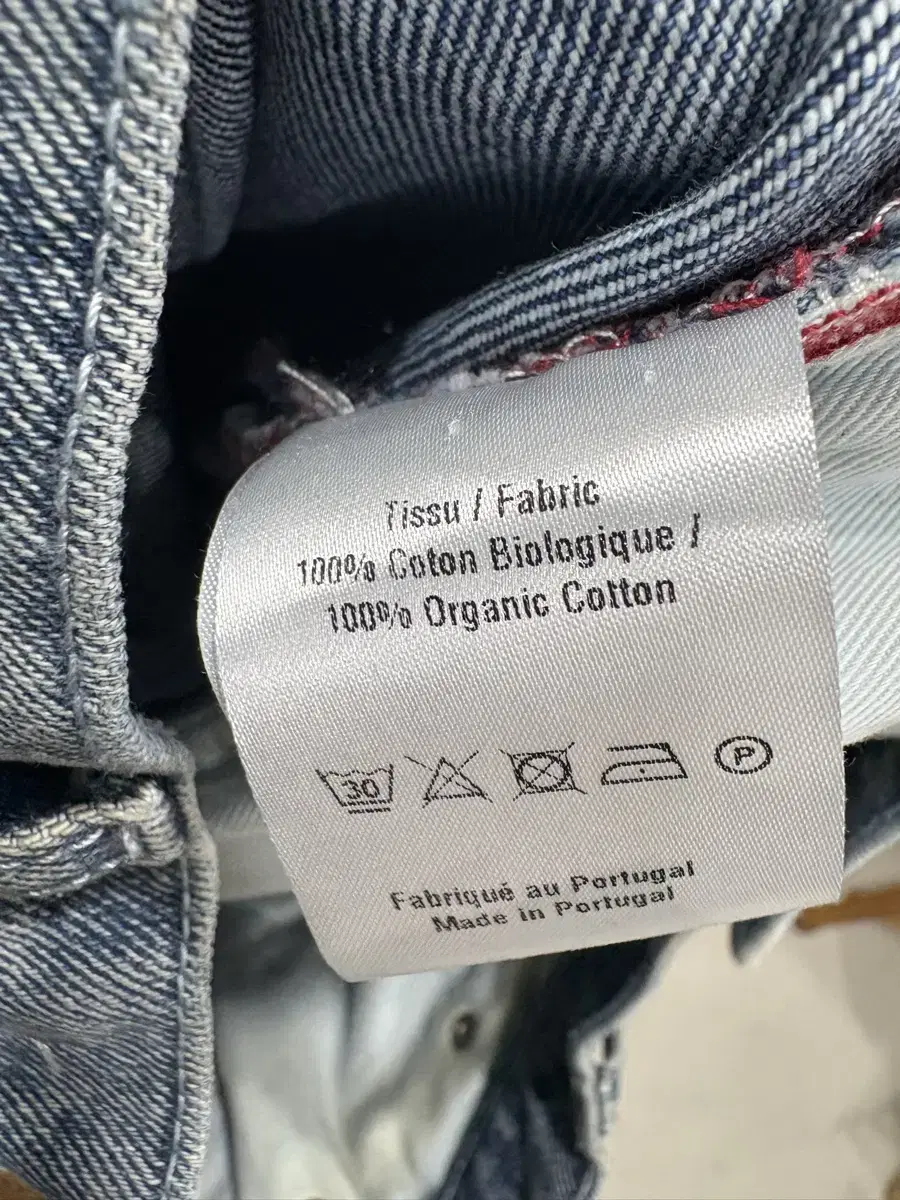 Tissu / Fabric
100% Coton Biologique /
100% Organic Cotton
30 P
Fabriqué au Portugal
Made in Portugal